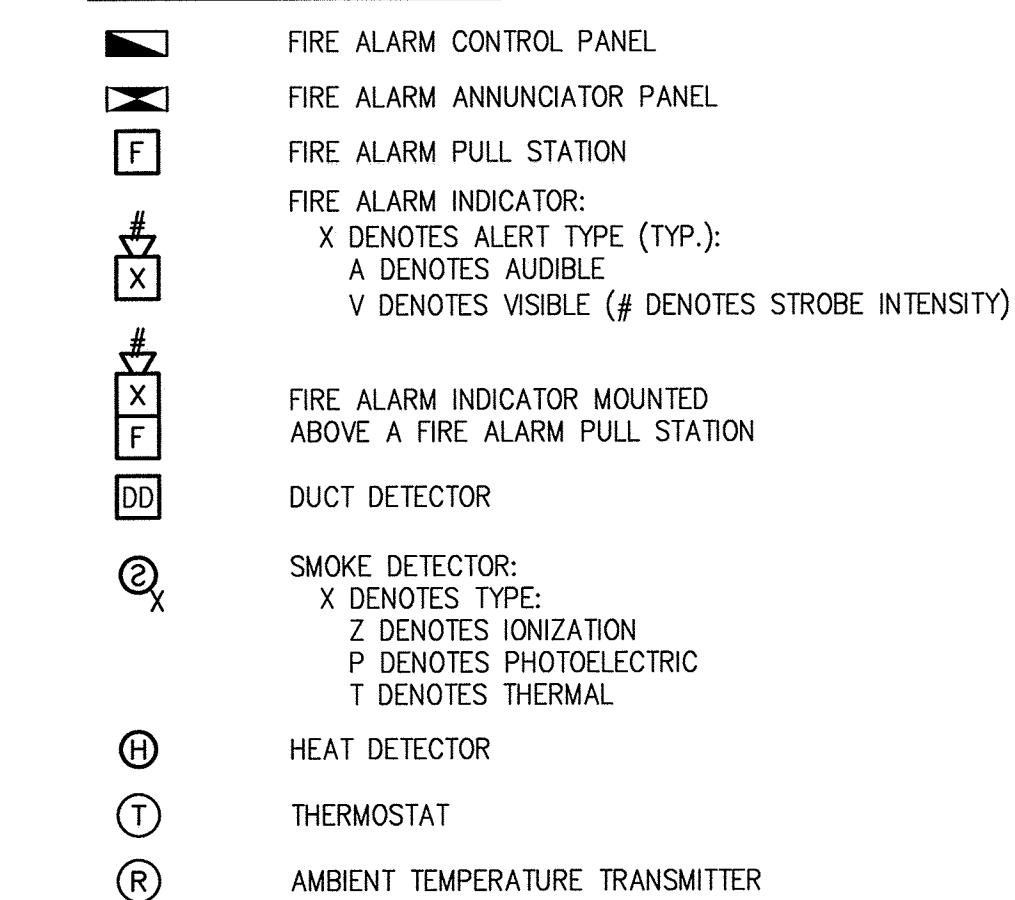 FIRE ALARM CONTROL PANEL
FIRE ALARM ANNUNCIATOR PANEL
F FIRE ALARM PULL STATION
FIRE ALARM INDICATOR:
# X DENOTES ALERT TYPE (TYP.):
A DENOTES AUDIBLE
X
V DENOTES VISIBLE (# DENOTES STROBE INTENSITY)
#
X FIRE ALARM INDICATOR MOUNTED
F ABOVE A FIRE ALARM PULL STATION
DD DUCT DETECTOR
SMOKE DETECTOR:
X X DENOTES TYPE:
Z DENOTES IONIZATION
P DENOTES PHOTOELECTRIC
T DENOTES THERMAL
H HEAT DETECTOR
T THERMOSTAT
R AMBIENT TEMPERATURE TRANSMITTER